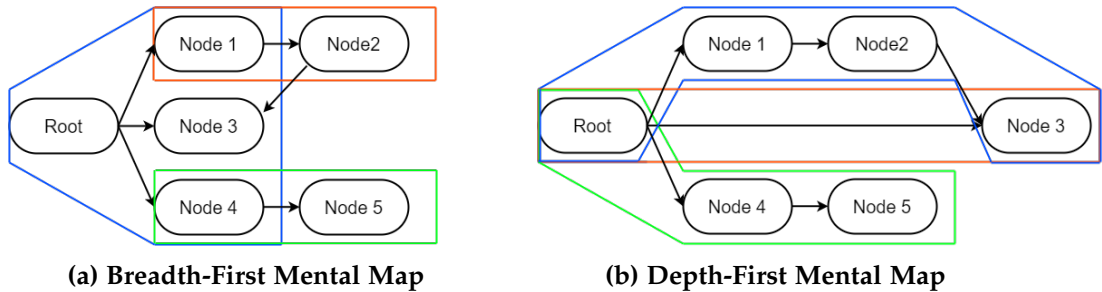 Node 1
Node2
Root
Node 3
Node 4
Node 5
(a) Breadth-First Mental Map
Node 1
Node2
Root
Node 3
Node 4
Node 5
(b) Depth-First Mental Map